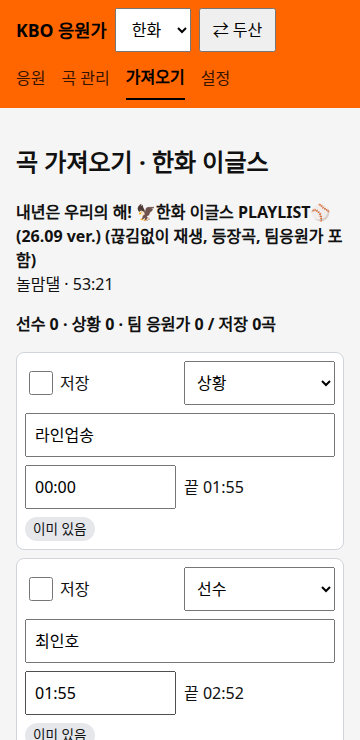 KBO 응원가 한화 ⇄ 두산
응원 곡 관리 가져오기 설정
곡 가져오기 · 한화 이글스
내년은 우리의 해! 🦅한화 이글스 PLAYLIST⚾
(26.09 ver.) (끊김없이 재생, 등장곡, 팀응원가 포
함)
놀맘댈 · 53:21
선수 0 · 상황 0 · 팀 응원가 0 / 저장 0곡
저장 상황
라인업송
00:00 끝 01:55
이미 있음
저장 선수
최인호
01:55 끝 02:52
이미 있음